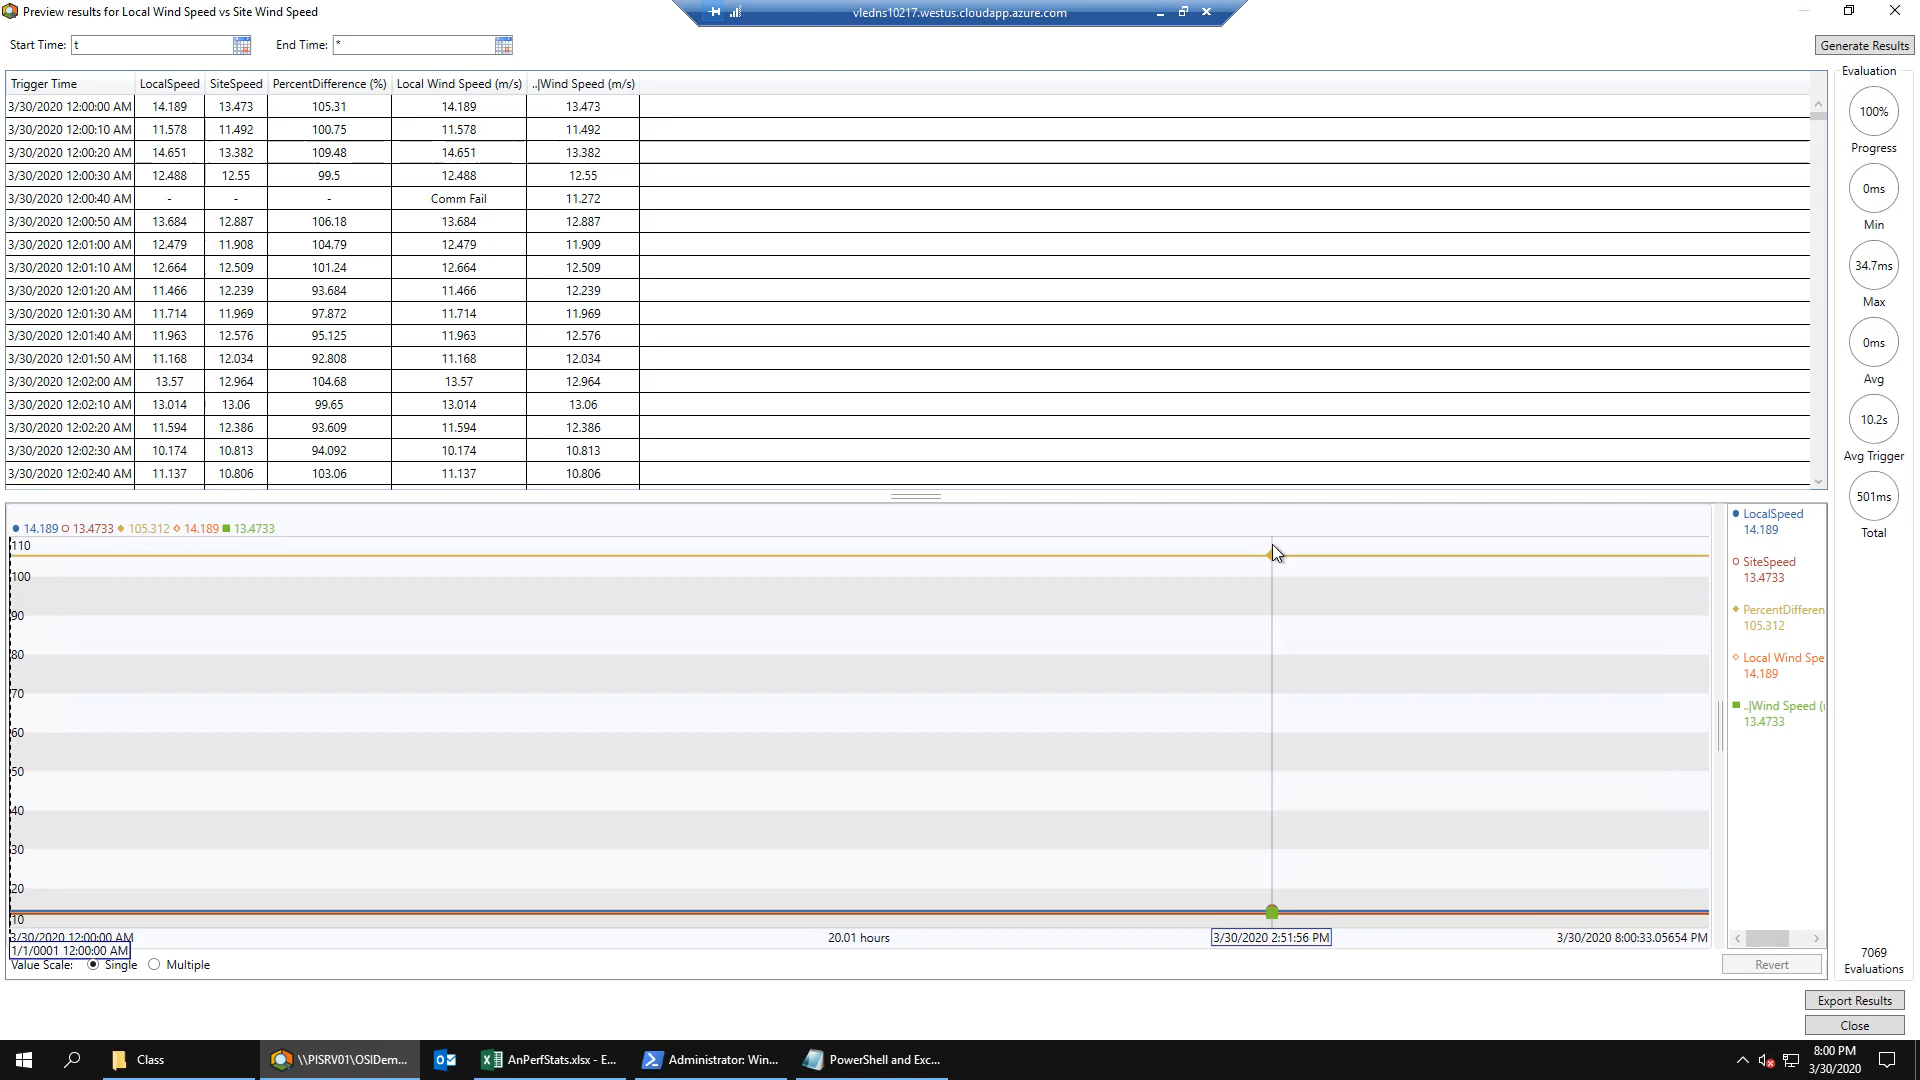 Preview results for Local Wind Speed vs Site Wind Speed
vledns10217.westus.cloudapp.azure.com
Start Time: t
End Time: *
Generate Results
Trigger Time LocalSpeed SiteSpeed PercentDifference (%) Local Wind Speed (m/s) ..|Wind Speed (m/s)
3/30/2020 12:00:00 AM 14.189 13.473 105.31 14.189 13.473
3/30/2020 12:00:10 AM 11.578 11.492 100.75 11.578 11.492
3/30/2020 12:00:20 AM 14.651 13.382 109.48 14.651 13.382
3/30/2020 12:00:30 AM 12.488 12.55 99.5 12.488 12.55
3/30/2020 12:00:40 AM - - - Comm Fail 11.272
3/30/2020 12:00:50 AM 13.684 12.887 106.18 13.684 12.887
3/30/2020 12:01:00 AM 12.479 11.908 104.79 12.479 11.909
3/30/2020 12:01:10 AM 12.664 12.509 101.24 12.664 12.509
3/30/2020 12:01:20 AM 11.466 12.239 93.684 11.466 12.239
3/30/2020 12:01:30 AM 11.714 11.969 97.872 11.714 11.969
3/30/2020 12:01:40 AM 11.963 12.576 95.125 11.963 12.576
3/30/2020 12:01:50 AM 11.168 12.034 92.808 11.168 12.034
3/30/2020 12:02:00 AM 13.57 12.964 104.68 13.57 12.964
3/30/2020 12:02:10 AM 13.014 13.06 99.65 13.014 13.06
3/30/2020 12:02:20 AM 11.594 12.386 93.609 11.594 12.386
3/30/2020 12:02:30 AM 10.174 10.813 94.092 10.174 10.813
3/30/2020 12:02:40 AM 11.137 10.806 103.06 11.137 10.806
Evaluation
100%
Progress
0ms
Min
34.7ms
Max
0ms
Avg
10.2s
Avg Trigger
501ms
Total
14.189 13.4733 105.312 14.189 13.4733
110
100
90
80
70
60
50
40
30
20
10
3/30/2020 12:00:00 AM
1/1/0001 12:00:00 AM
20.01 hours
3/30/2020 2:51:56 PM
3/30/2020 8:00:33.05654 PM
LocalSpeed
14.189
SiteSpeed
13.4733
PercentDifferen
105.312
Local Wind Spe
14.189
..|Wind Speed (
13.4733
Value Scale: Single Multiple
Revert
7069
Evaluations
Export Results
Close
Class
\\PISRV01\OSIDem...
AnPerfStats.xlsx - E...
Administrator: Win...
PowerShell and Exc...
8:00 PM
3/30/2020